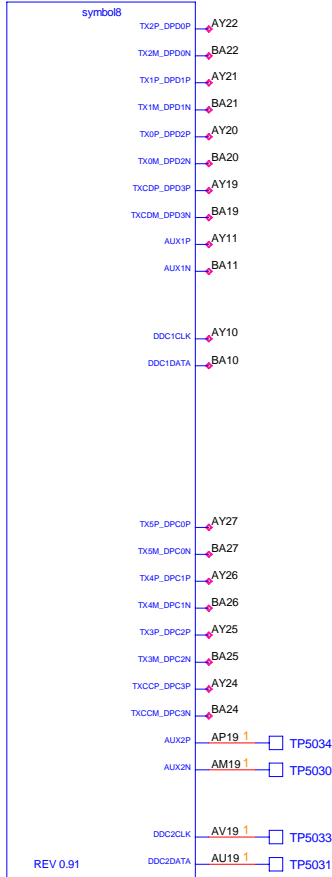 symbol8
TX2P_DPD0P AY22
TX2M_DPD0N BA22
TX1P_DPD1P AY21
TX1M_DPD1N BA21
TX0P_DPD2P AY20
TX0M_DPD2N BA20
TXCDP_DPD3P AY19
TXCDM_DPD3N BA19
AUX1P AY11
AUX1N BA11
DDC1CLK AY10
DDC1DATA BA10
TX5P_DPC0P AY27
TX5M_DPC0N BA27
TX4P_DPC1P AY26
TX4M_DPC1N BA26
TX3P_DPC2P AY25
TX3M_DPC2N BA25
TXCCP_DPC3P AY24
TXCCM_DPC3N BA24
AUX2P AP19 1 TP5034
AUX2N AM19 1 TP5030
DDC2CLK AV19 1 TP5033
REV 0.91 DDC2DATA AU19 1 TP5031